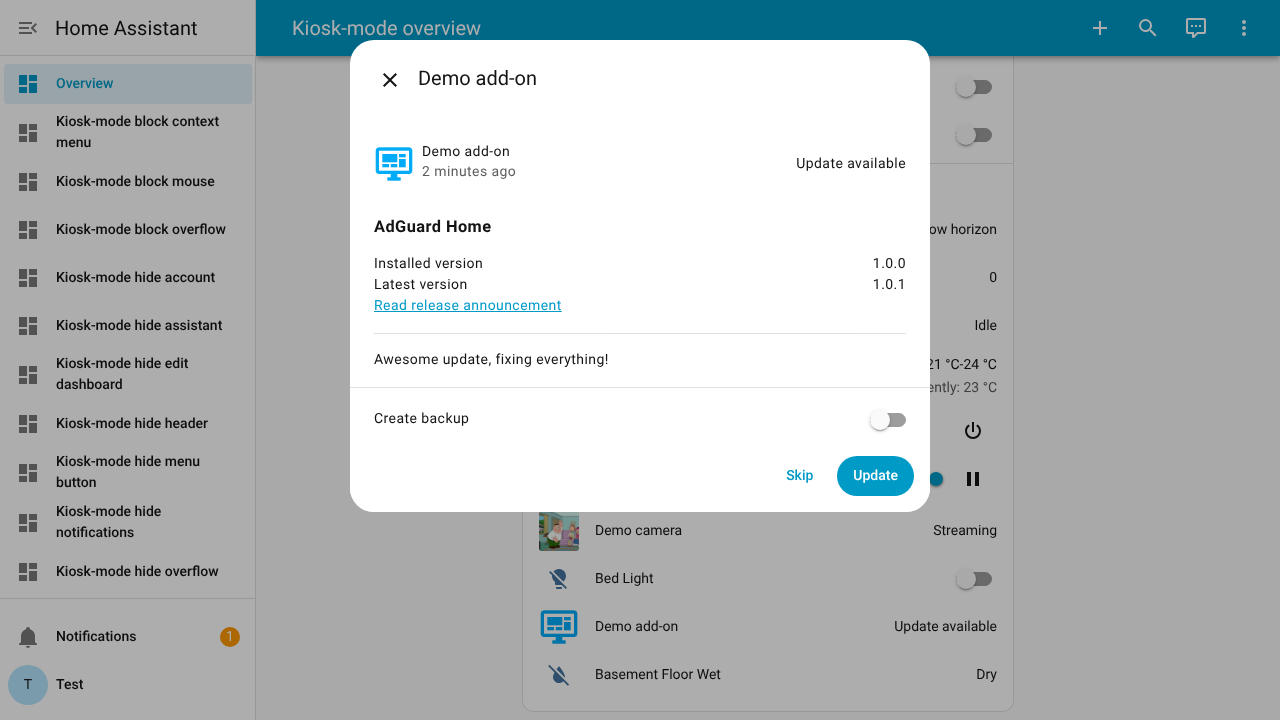 Home Assistant
Kiosk-mode overview
Overview
Kiosk-mode block context
menu
Kiosk-mode block mouse
Kiosk-mode block overflow
Kiosk-mode hide account
Kiosk-mode hide assistant
Kiosk-mode hide edit
dashboard
Kiosk-mode hide header
Kiosk-mode hide menu
button
Kiosk-mode hide
notifications
Kiosk-mode hide overflow
Notifications
1
T
Test
Demo add-on
Demo add-on
2 minutes ago
Update available
AdGuard Home
Installed version 1.0.0
Latest version 1.0.1
Read release announcement
Awesome update, fixing everything!
Create backup
Skip
Update
ow horizon
0
Idle
21 °C-24 °C
ently: 23 °C
Demo camera Streaming
Bed Light
Demo add-on Update available
Basement Floor Wet Dry